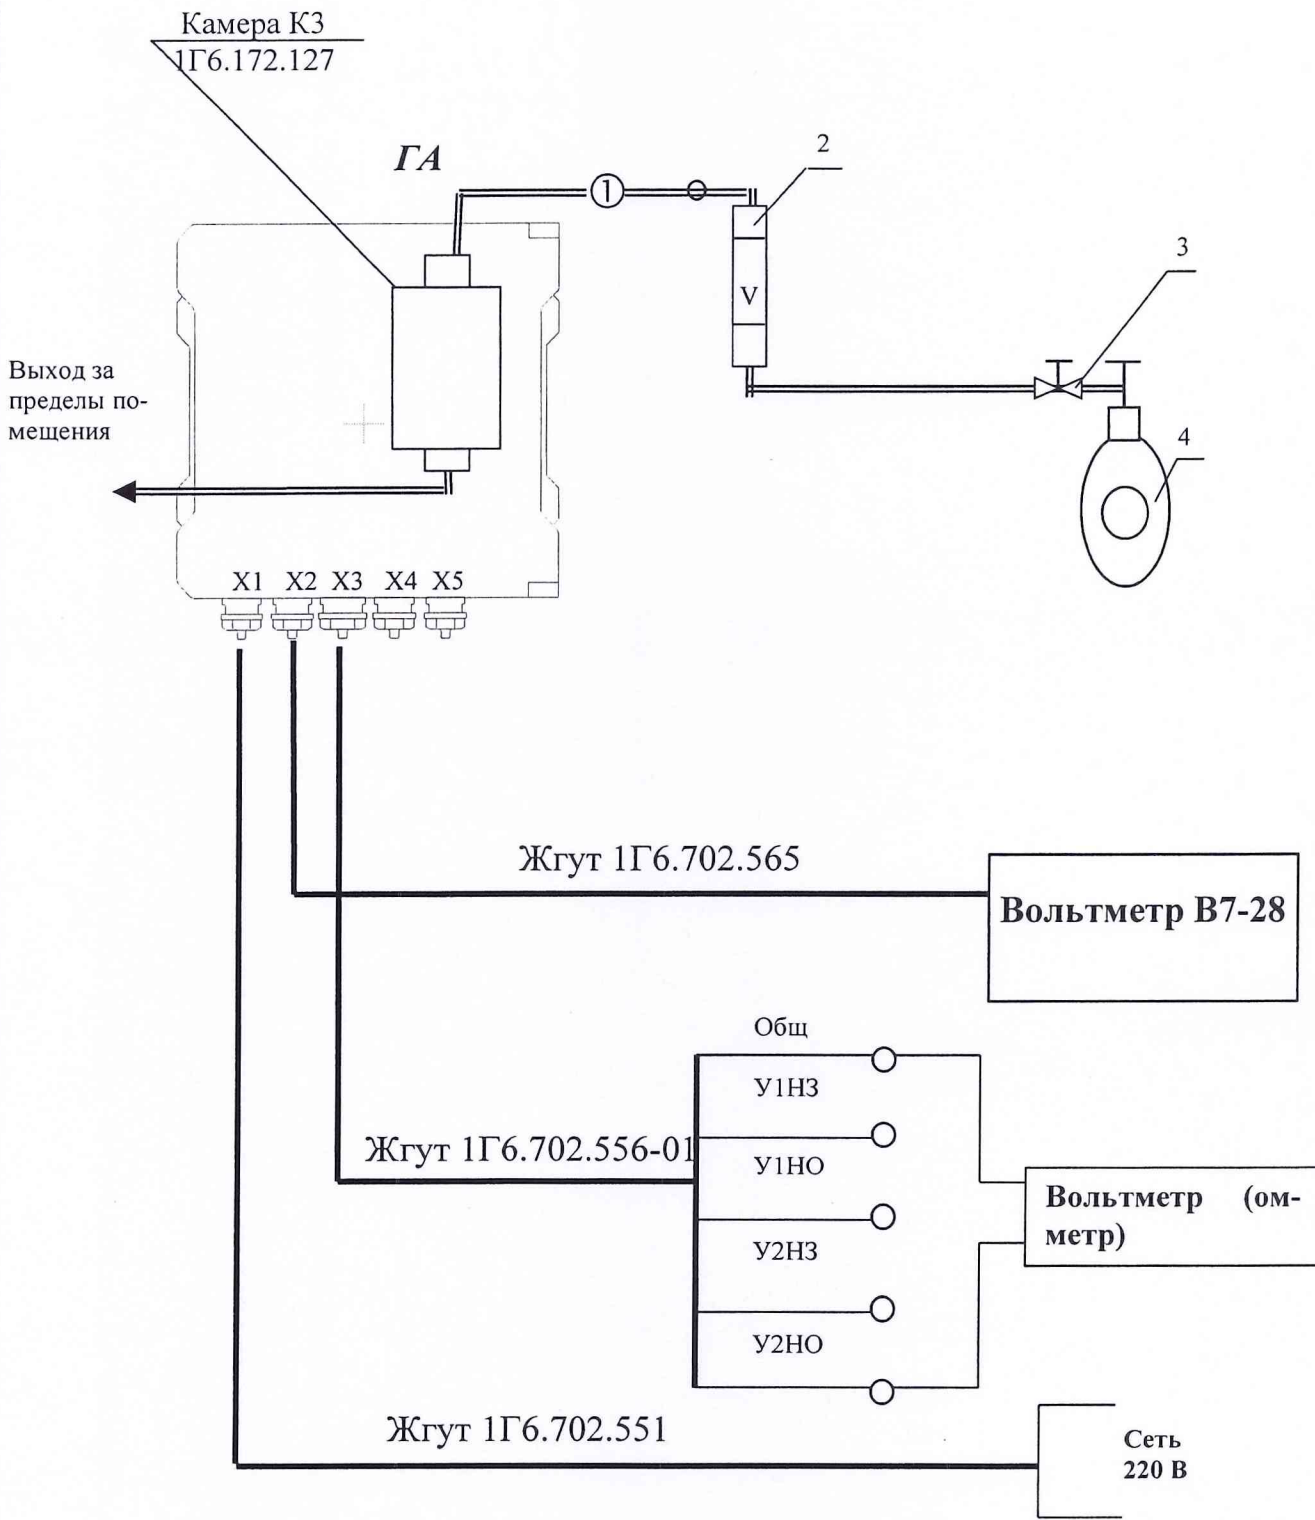 Камера К3
1Г6.172.127
ГА
1
2
V
3
4
Выход за
пределы по-
мещения
X1 X2 X3 X4 X5
Жгут 1Г6.702.565
Вольтметр В7-28
Общ
У1НЗ
Жгут 1Г6.702.556-01
У1НО
У2НЗ
У2НО
Вольтметр (ом-
метр)
Жгут 1Г6.702.551
Сеть
220 В